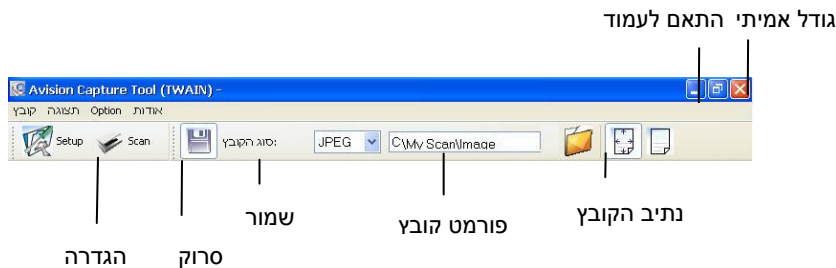 התאם לעמוד גודל אמיתי
Avision Capture Tool (TWAIN) -
קובץ תצוגה Option אודות
Setup Scan סוג הקובץ: JPEG C\My Scan\Image
שמור פורמט קובץ נתיב הקובץ
הגדרה סרוק